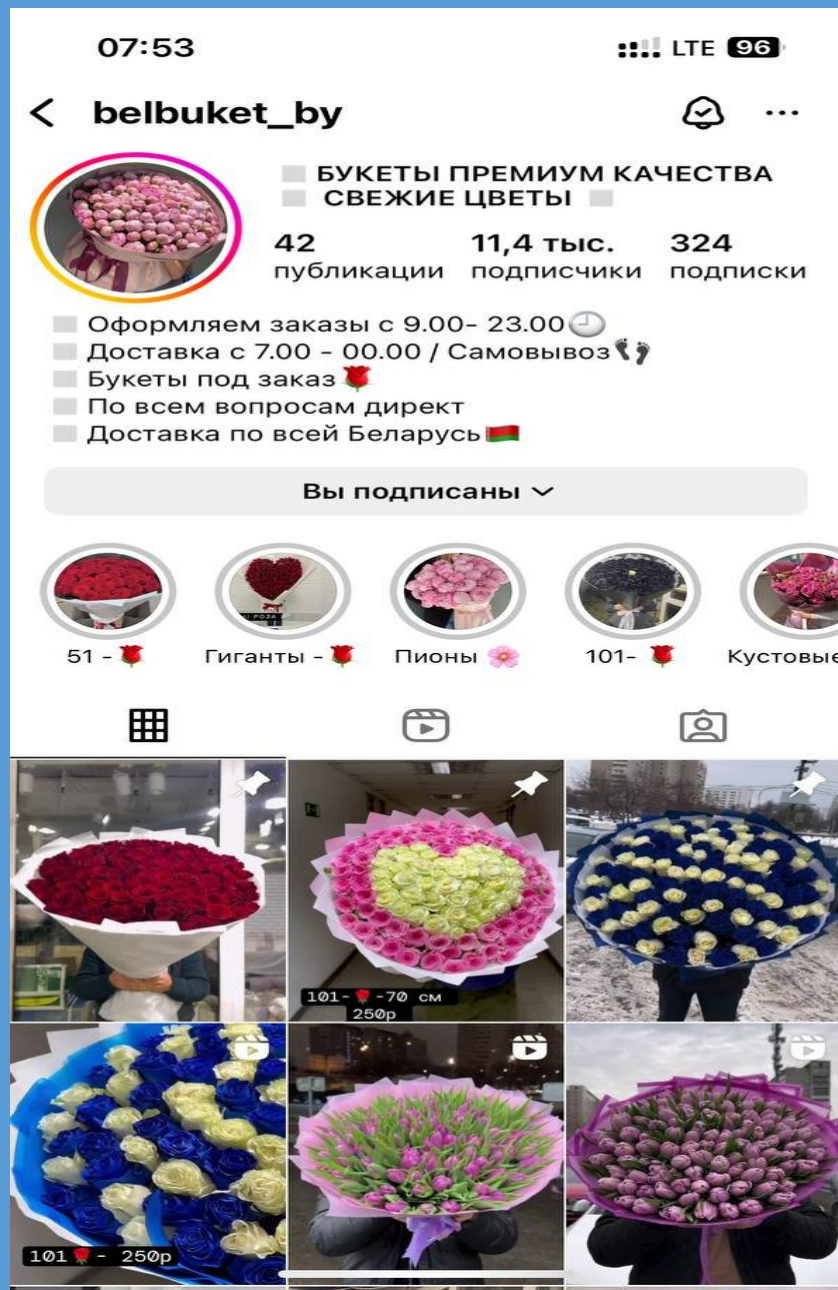 07:53
LTE 96
belbuket_by
БУКЕТЫ ПРЕМИУМ КАЧЕСТВА
СВЕЖИЕ ЦВЕТЫ
42 11,4 тыс. 324
публикации подписчики подписки
Оформляем заказы с 9.00- 23.00🕘
Доставка с 7.00 - 00.00 / Самовывоз👣
Букеты под заказ🌹
По всем вопросам директ
Доставка по всей Беларусь🇧🇾
Вы подписаны
51 -🌹 Гиганты -🌹 Пионы 🌸 101- 🌹 Кустовые
101-🌹-70 см
250р
101🌹- 250р